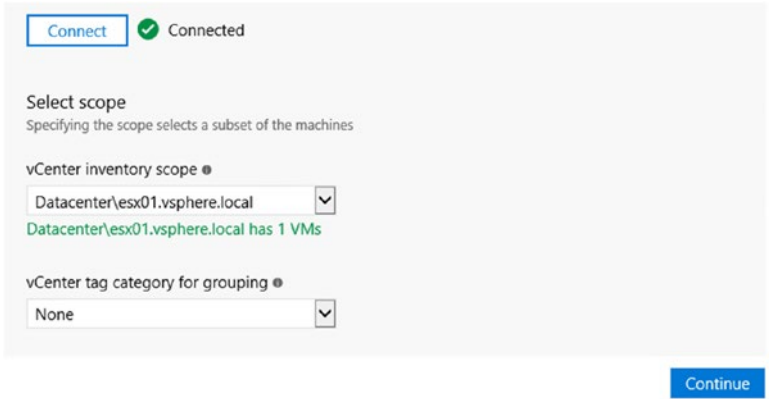 Connect Connected
Select scope
Specifying the scope selects a subset of the machines
vCenter inventory scope
Datacenter\esx01.vsphere.local
Datacenter\esx01.vsphere.local has 1 VMs
vCenter tag category for grouping
None
Continue